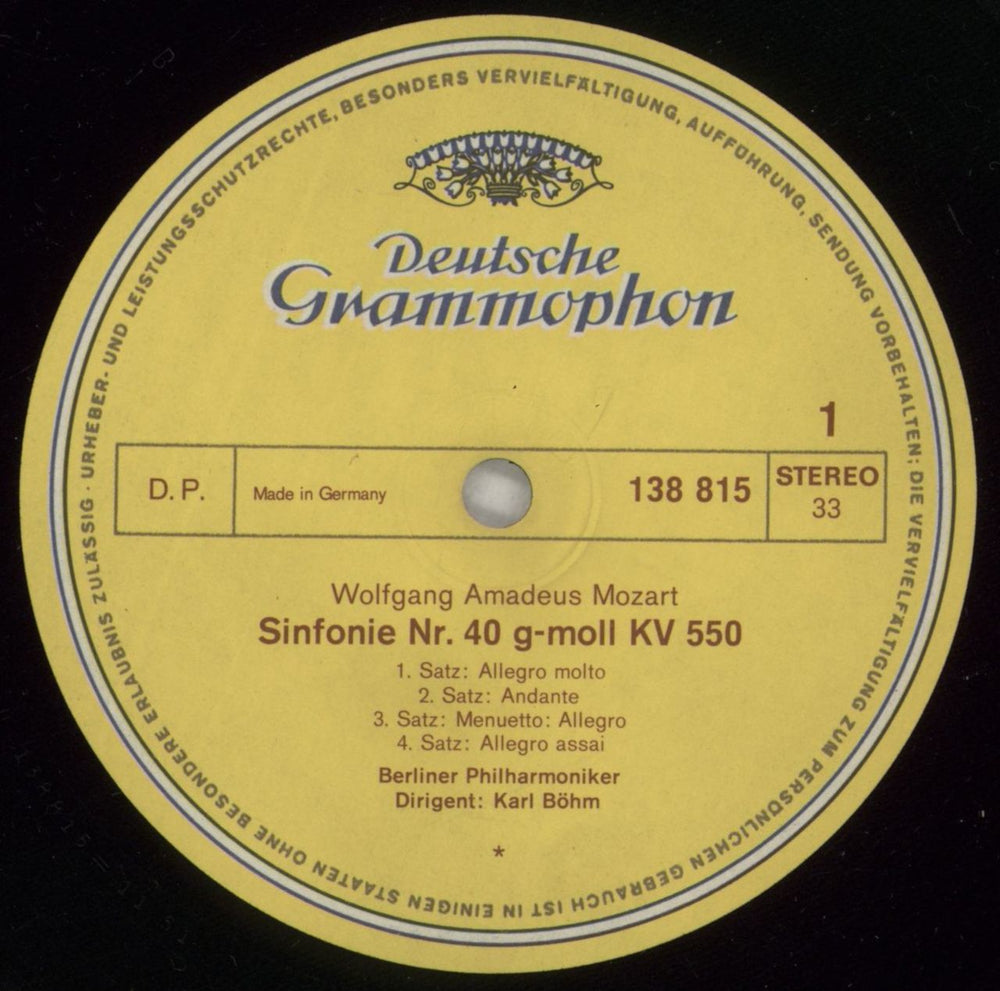 URHEBER- UND LEISTUNGSSCHUTZRECHTE, BESONDERS VERVIELFÄLTIGUNG, AUFFÜHRUNG, SENDUNG VORBEHALTEN; DIE VERVIELFÄLTIGUNG ZUM PERSÖNLICHEN GEBRAUCH IST IN EINIGEN STAATEN OHNE BESONDERE ERLAUBNIS ZULÄSSIG ·
Deutsche
Grammophon
1
D. P. Made in Germany 138 815 STEREO
33
Wolfgang Amadeus Mozart
Sinfonie Nr. 40 g-moll KV 550
1. Satz: Allegro molto
2. Satz: Andante
3. Satz: Menuetto: Allegro
4. Satz: Allegro assai
Berliner Philharmoniker
Dirigent: Karl Böhm
*